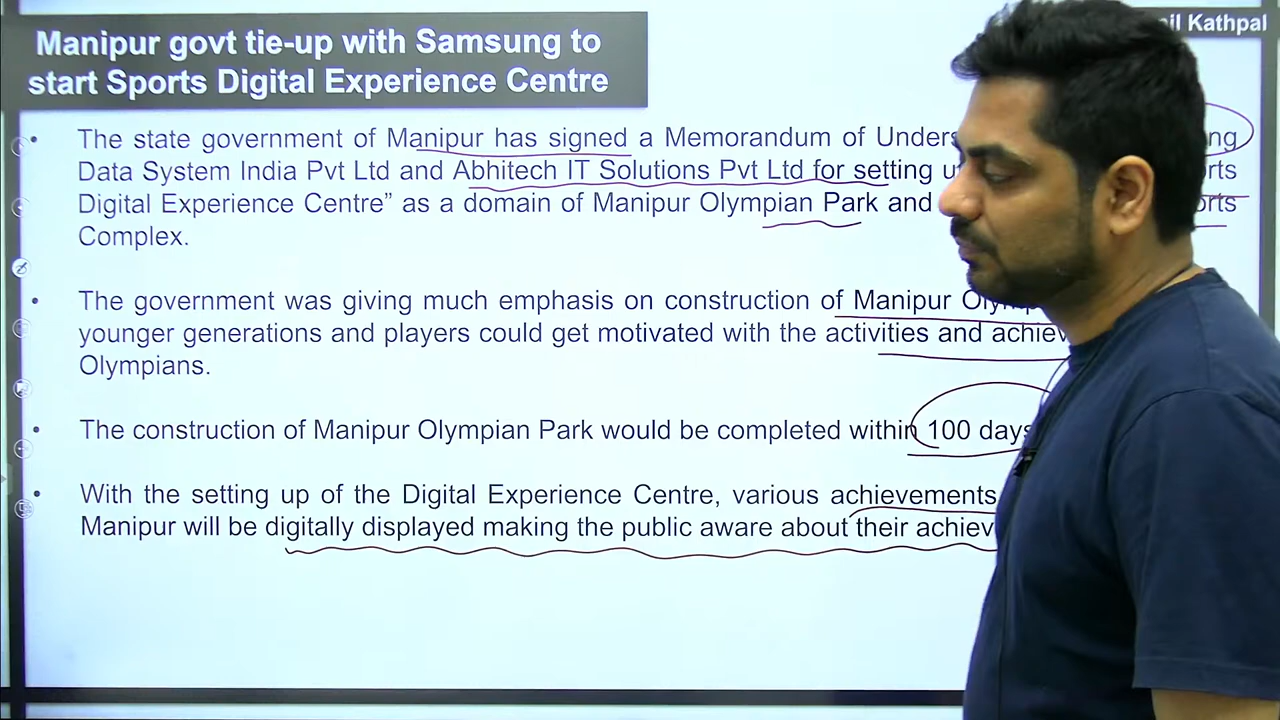 Manipur govt tie-up with Samsung to
start Sports Digital Experience Centre
Kathpal
• The state government of Manipur has signed a Memorandum of
Data System India Pvt Ltd and Abhitech IT Solutions Pvt Ltd for setting
Digital Experience Centre” as a domain of Manipur Olympian Park and
Complex.
• The government was giving much emphasis on construction of Manipur
younger generations and players could get motivated with the activities and
Olympians.
• The construction of Manipur Olympian Park would be completed within 100 days
• With the setting up of the Digital Experience Centre, various achievements
Manipur will be digitally displayed making the public aware about their